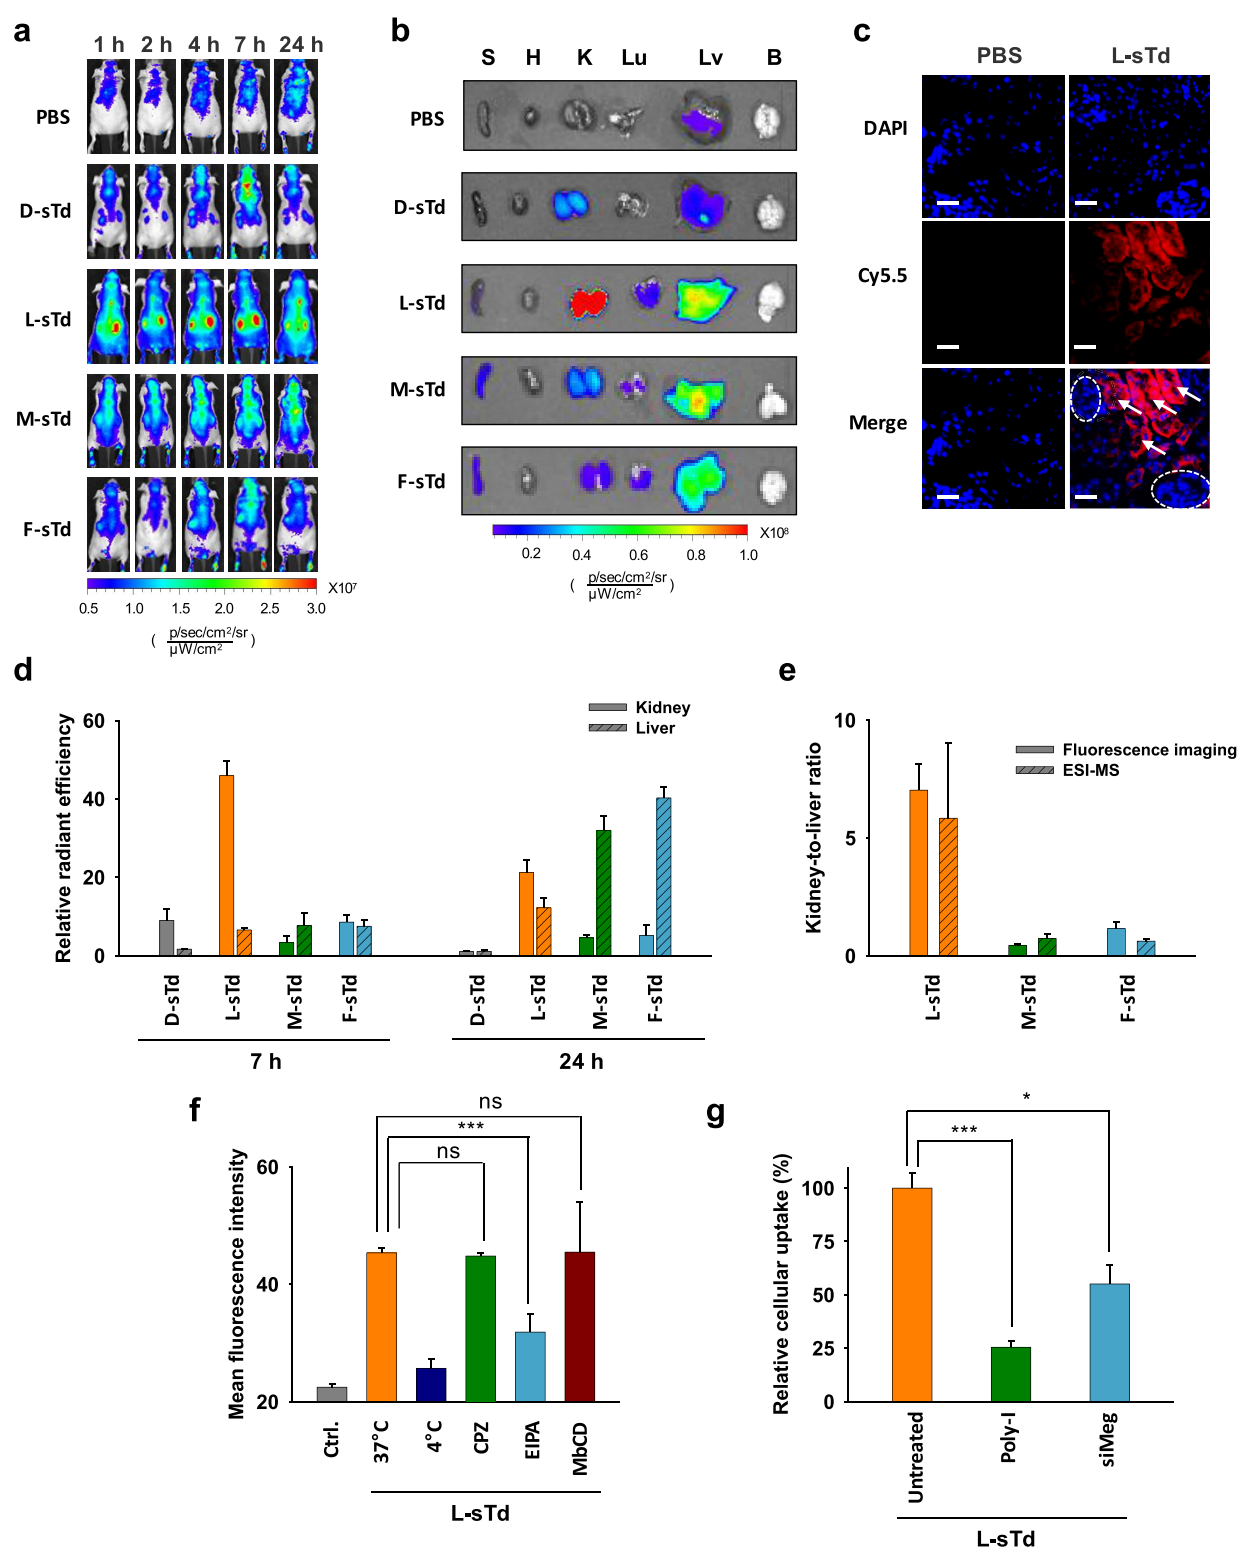 a
1 h 2 h 4 h 7 h 24 h
PBS
D-sTd
L-sTd
M-sTd
F-sTd
X10⁷
0.5 1.0 1.5 2.0 2.5 3.0
( p/sec/cm²/sr )
µW/cm²
b
S H K Lu Lv B
PBS
D-sTd
L-sTd
M-sTd
F-sTd
X10⁸
0.2 0.4 0.6 0.8 1.0
( p/sec/cm²/sr )
µW/cm²
c
PBS L-sTd
DAPI
Cy5.5
Merge
d
Relative radiant efficiency
60
40
20
0
Kidney
Liver
D-sTd L-sTd M-sTd F-sTd D-sTd L-sTd M-sTd F-sTd
7 h 24 h
e
Kidney-to-liver ratio
10
5
0
Fluorescence imaging
ESI-MS
L-sTd M-sTd F-sTd
f
Mean fluorescence intensity
60
40
20
ns
***
ns
Ctrl. 37°C 4°C CPZ EIPA MbCD
L-sTd
g
Relative cellular uptake (%)
100
75
50
25
0
*
***
Untreated Poly-I siMeg
L-sTd